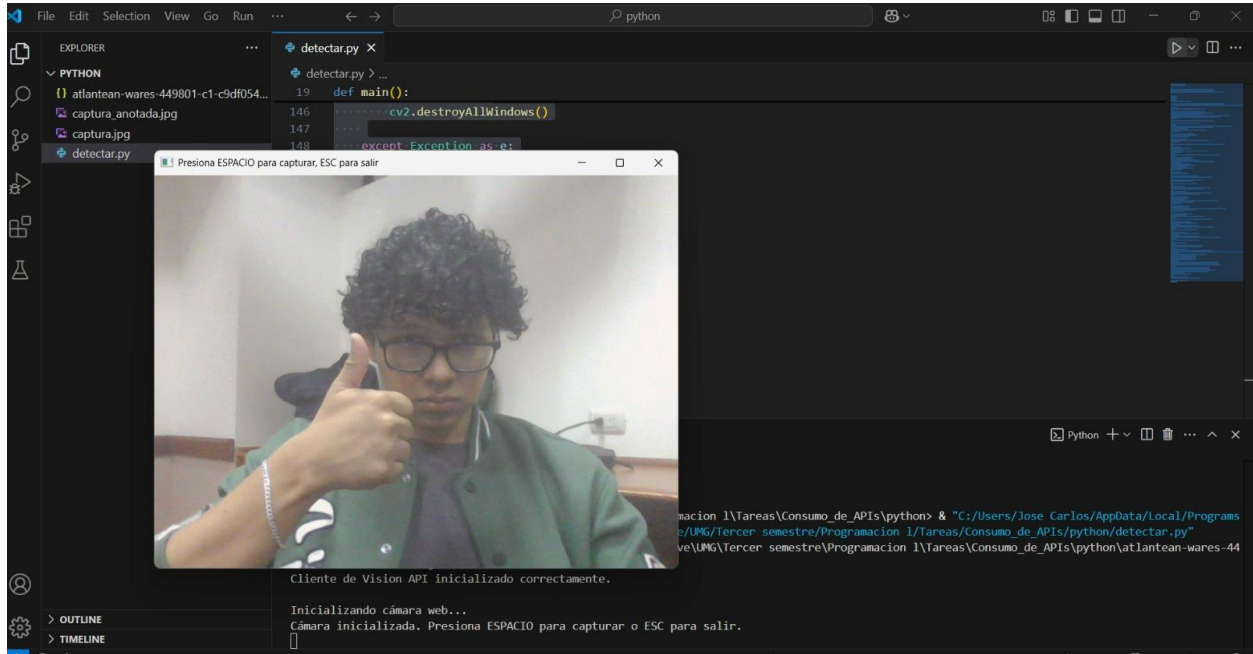 File Edit Selection View Go Run ··· ← → python
EXPLORER ···
PYTHON
{} atlantean-wares-449801-c1-c9df054...
captura_anotada.jpg
captura.jpg
detectar.py
detectar.py ×
detectar.py > ...
19 def main():
146 ········cv2.destroyAllWindows()
147 ····
148 ····except·Exception·as·e:
Presiona ESPACIO para capturar, ESC para salir
Python
macion l\Tareas\Consumo_de_APIs\python> & "C:/Users/Jose Carlos/AppData/Local/Programs
e/UMG/Tercer semestre/Programacion l/Tareas/Consumo_de_APIs/python/detectar.py"
ve\UMG\Tercer semestre\Programacion l\Tareas\Consumo_de_APIs\python\atlantean-wares-44
Cliente de Vision API inicializado correctamente.
Inicializando cámara web...
Cámara inicializada. Presiona ESPACIO para capturar o ESC para salir.
OUTLINE
TIMELINE